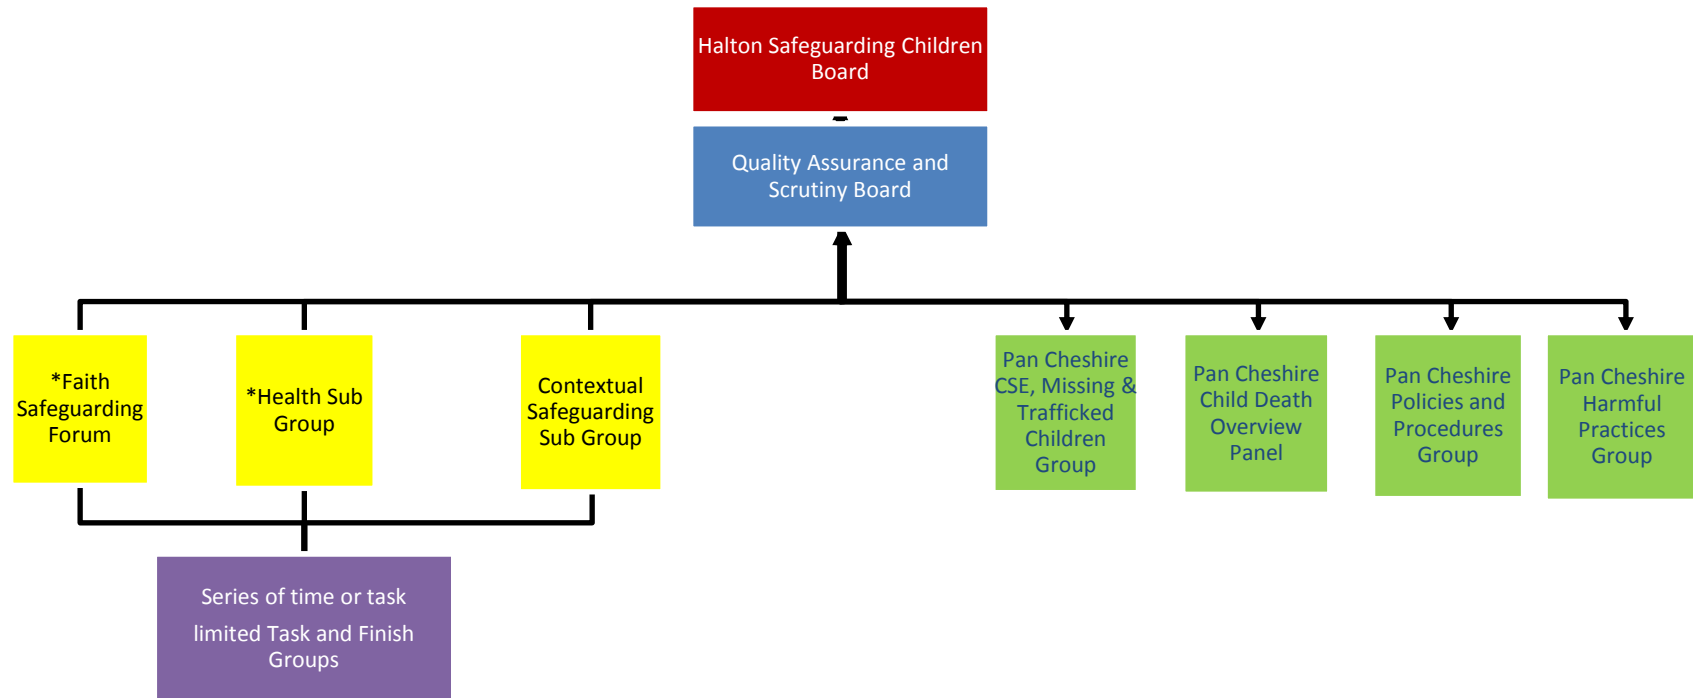 Halton Safeguarding Children
Board
Quality Assurance and
Scrutiny Board
*Faith
Safeguarding
Forum
*Health Sub
Group
Contextual
Safeguarding
Sub Group
Pan Cheshire
CSE, Missing &
Trafficked
Children
Group
Pan Cheshire
Child Death
Overview
Panel
Pan Cheshire
Policies and
Procedures
Group
Pan Cheshire
Harmful
Practices
Group
Series of time or task
limited Task and Finish
Groups